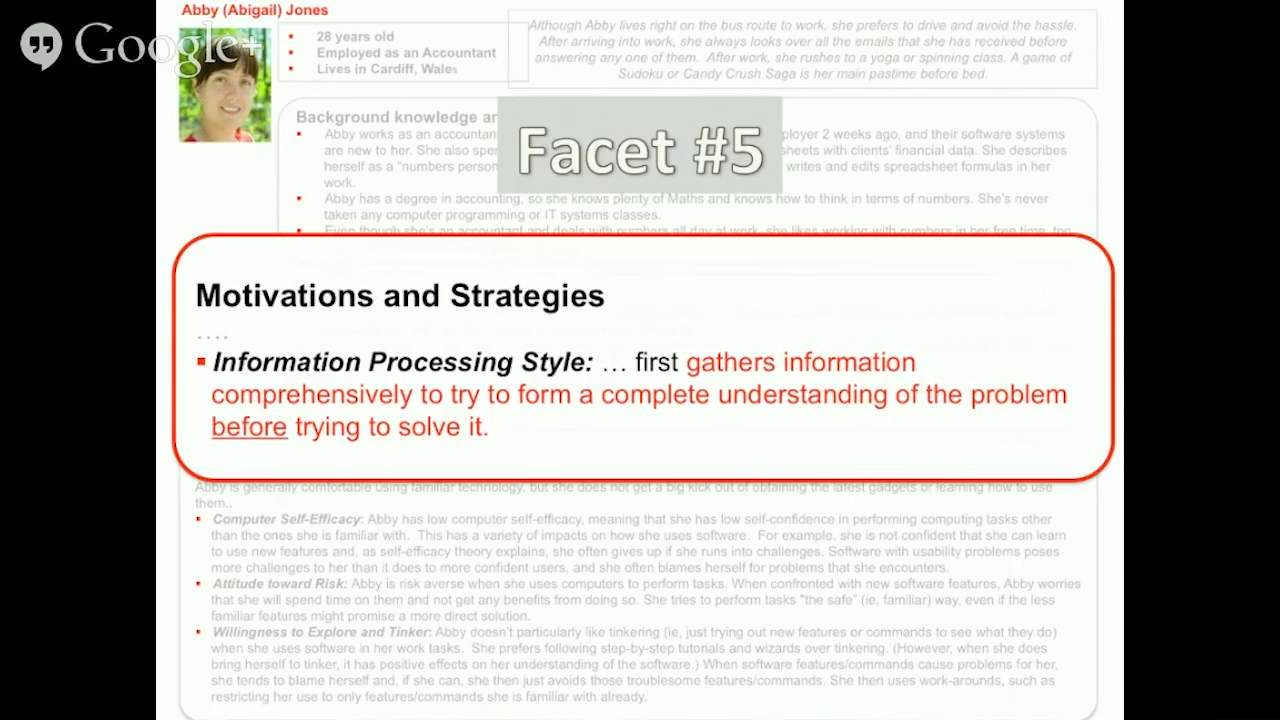 Abby (Abigail) Jones
Google+
28 years old
Employed as an Accountant
Lives in Cardiff, Wales
Although Abby lives right on the bus route to work, she prefers to drive and avoid the hassle.
After arriving into work, she always looks over all the emails that she has received before
answering any one of them. After work, she rushes to a yoga or spinning class. A game of
Sudoku or Candy Crush Saga is her main pastime before bed.
Background knowledge
Facet #5
Abby works as an accountant ployer 2 weeks ago, and their software systems
are new to her. She also sheets with clients' financial data. She describes
herself as a "numbers person writes and edits spreadsheet formulas in her
work.
Abby has a degree in accounting, so she knows plenty of Maths and knows how to think in terms of numbers. She's never
taken any computer programming or IT systems classes.
Even though she's an accountant and deals with numbers all day at work, she likes working with numbers in her free time, too
Motivations and Strategies
....
Information Processing Style: … first gathers information
comprehensively to try to form a complete understanding of the problem
before trying to solve it.
Abby is generally comfortable using familiar technology, but she does not get a big kick out of obtaining the latest gadgets or learning how to use
them..
Computer Self-Efficacy: Abby has low computer self-efficacy, meaning that she has low self-confidence in performing computing tasks other
than the ones she is familiar with. This has a variety of impacts on how she uses software. For example, she is not confident that she can learn
to use new features and, as self-efficacy theory explains, she often gives up if she runs into challenges. Software with usability problems poses
more challenges to her than it does to more confident users, and she often blames herself for problems that she encounters.
Attitude toward Risk: Abby is risk averse when she uses computers to perform tasks. When confronted with new software features, Abby worries
that she will spend time on them and not get any benefits from doing so. She tries to perform tasks "the safe" (ie, familiar) way, even if the less
familiar features might promise a more direct solution.
Willingness to Explore and Tinker: Abby doesn't particularly like tinkering (ie, just trying out new features or commands to see what they do)
when she uses software in her work tasks. She prefers following step-by-step tutorials and wizards over tinkering. (However, when she does
bring herself to tinker, it has positive effects on her understanding of the software.) When software features/commands cause problems for her,
she tends to blame herself and, if she can, she then just avoids those troublesome features/commands. She then uses work-arounds, such as
restricting her use to only features/commands she is familiar with already.